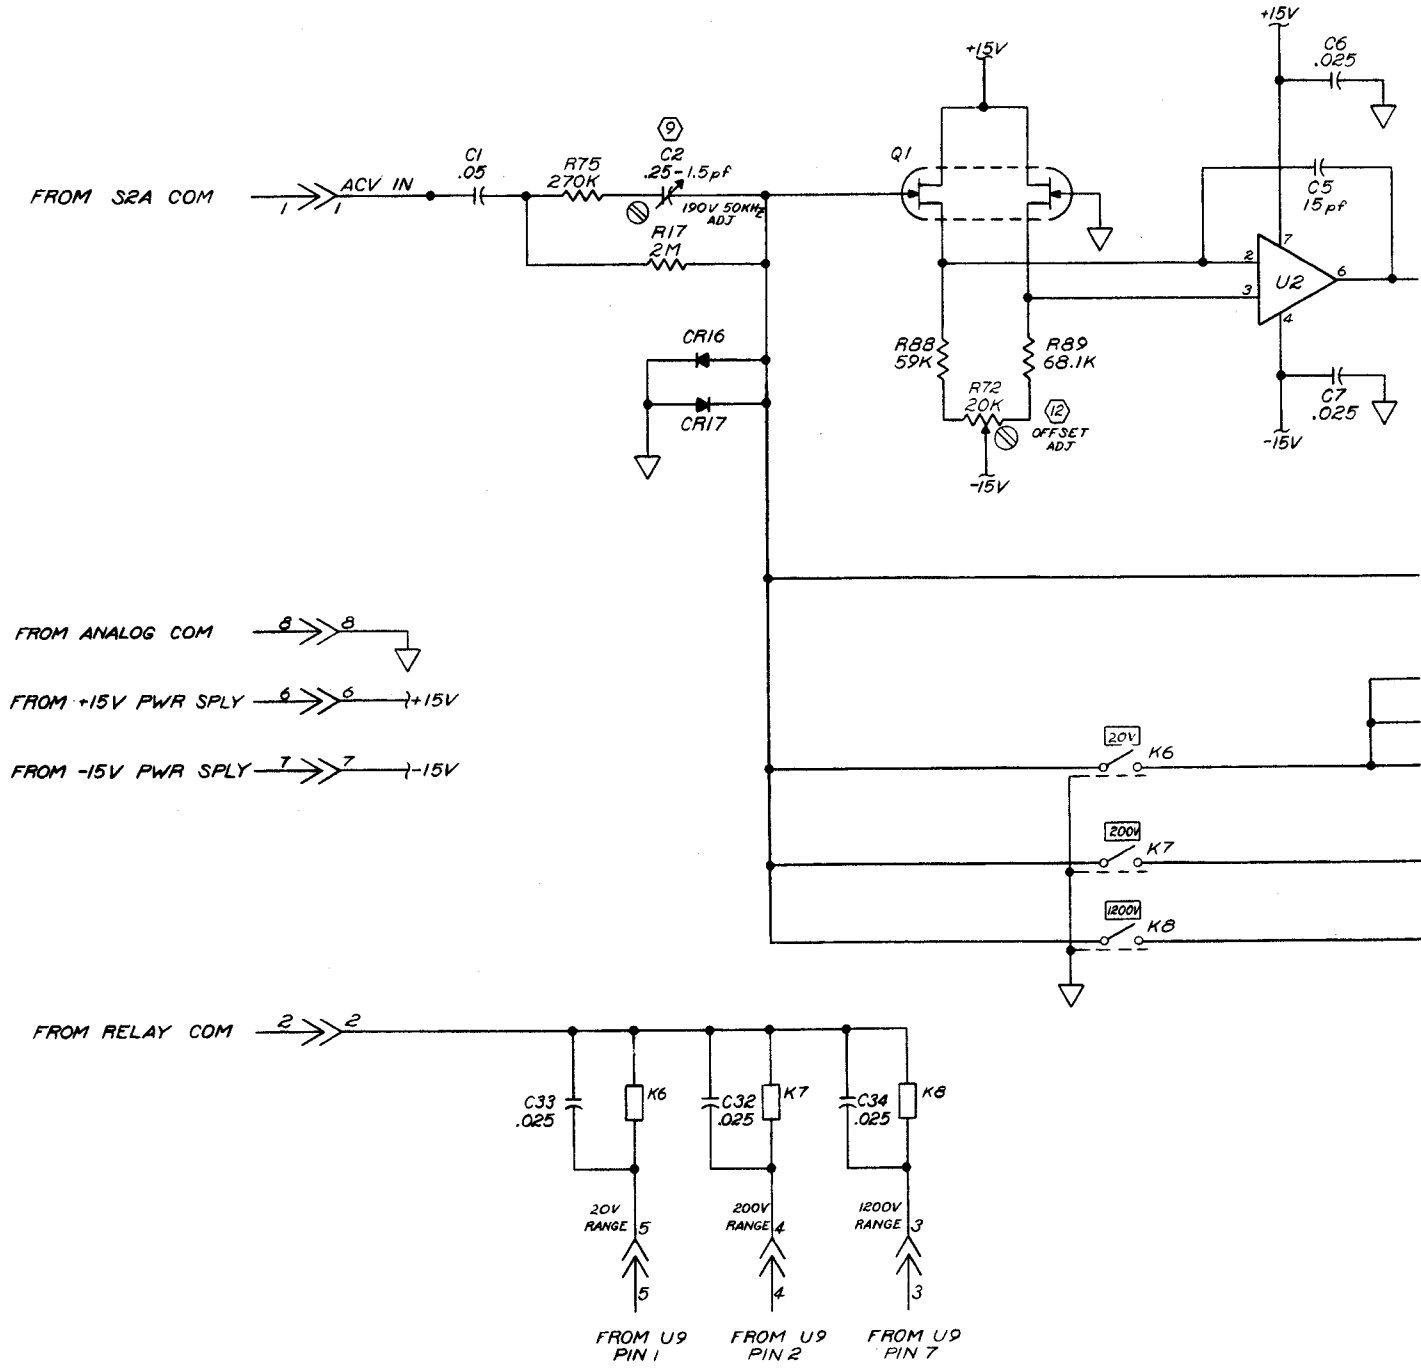 +15V
C6
.025
+15V
9
C2
.25-1.5pf
Q1
C1
.05
R75
270K
FROM S2A COM
1
1
ACV IN
190V 50KHZ
ADJ
R17
2M
C5
15pf
7
2
3
U2
6
4
CR16
CR17
R88
59K
R89
68.1K
R72
20K
12
OFFSET
ADJ
-15V
C7
.025
-15V
FROM ANALOG COM
8
8
FROM +15V PWR SPLY
6
6
+15V
FROM -15V PWR SPLY
7
7
-15V
20V
K6
200V
K7
1200V
K8
FROM RELAY COM
2
2
C33
.025
K6
C32
.025
K7
C34
.025
K8
20V
RANGE
5
200V
RANGE
4
1200V
RANGE
3
5
4
3
FROM U9
PIN 1
FROM U9
PIN 2
FROM U9
PIN 7